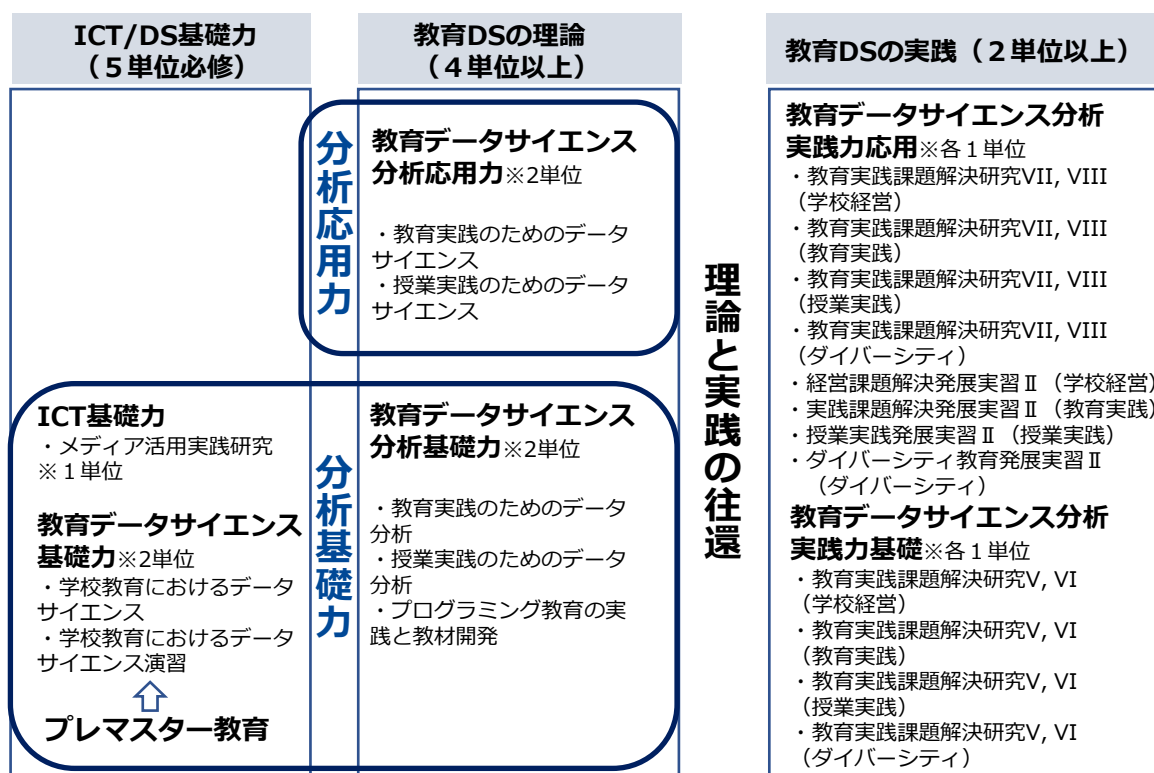 ICT/DS基礎力
（５単位必修）
分析応用力
ICT基礎力
・メディア活用実践研究
※１単位
教育データサイエンス
基礎力※2単位
・学校教育におけるデータ
サイエンス
・学校教育におけるデータ
サイエンス演習
プレマスター教育
分析基礎力
教育DSの理論
（４単位以上）
教育データサイエンス
分析応用力※2単位
・教育実践のためのデータ
サイエンス
・授業実践のためのデータ
サイエンス
教育データサイエンス
分析基礎力※2単位
・教育実践のためのデータ
分析
・授業実践のためのデータ
分析
・プログラミング教育の実
践と教材開発
理論と実践の往還
教育DSの実践（２単位以上）
教育データサイエンス分析
実践力応用※各１単位
・教育実践課題解決研究VII, VIII
（学校経営）
・教育実践課題解決研究VII, VIII
（教育実践）
・教育実践課題解決研究VII, VIII
（授業実践）
・教育実践課題解決研究VII, VIII
（ダイバーシティ）
・経営課題解決発展実習Ⅱ（学校経営）
・実践課題解決発展実習Ⅱ（教育実践）
・授業実践発展実習Ⅱ（授業実践）
・ダイバーシティ教育発展実習Ⅱ
（ダイバーシティ）
教育データサイエンス分析
実践力基礎※各１単位
・教育実践課題解決研究V, VI
（学校経営）
・教育実践課題解決研究V, VI
（教育実践）
・教育実践課題解決研究V, VI
（授業実践）
・教育実践課題解決研究V, VI
（ダイバーシティ）